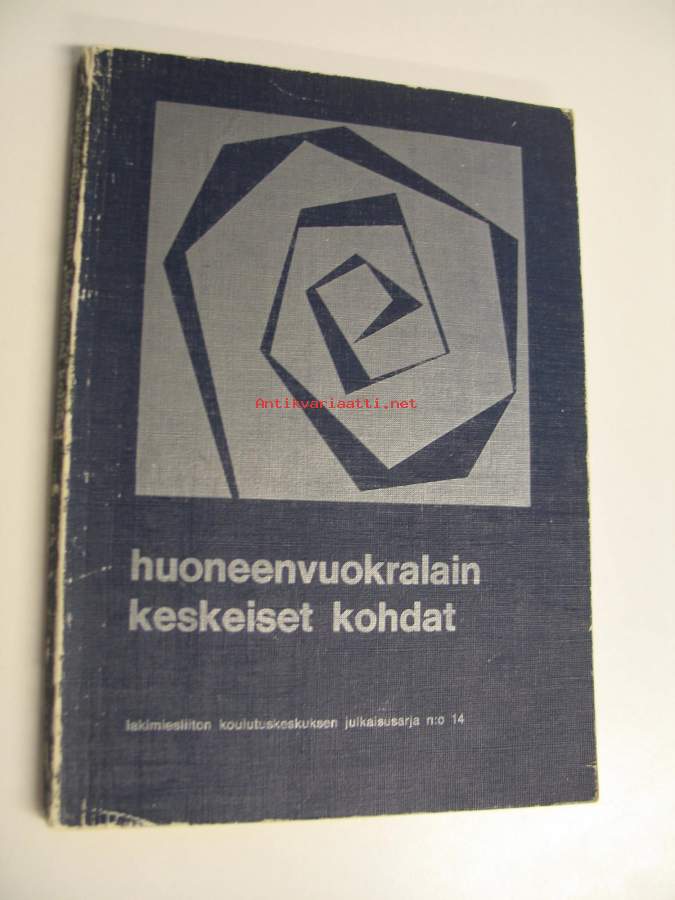 Antikvariaatti.net
huoneenvuokralain
keskeiset kohdat
lakimiesliiton koulutuskeskuksen julkaisusarja n:o 14